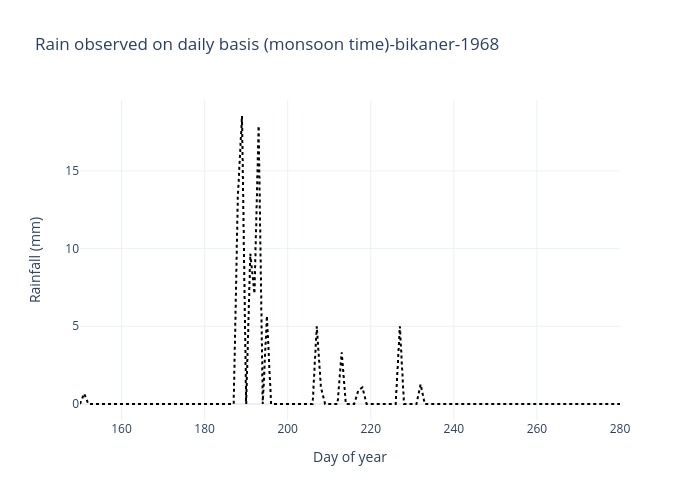 Rain observed on daily basis (monsoon time)-bikaner-1968
Rainfall (mm)
15
10
5
0
160 180 200 220 240 260 280
Day of year